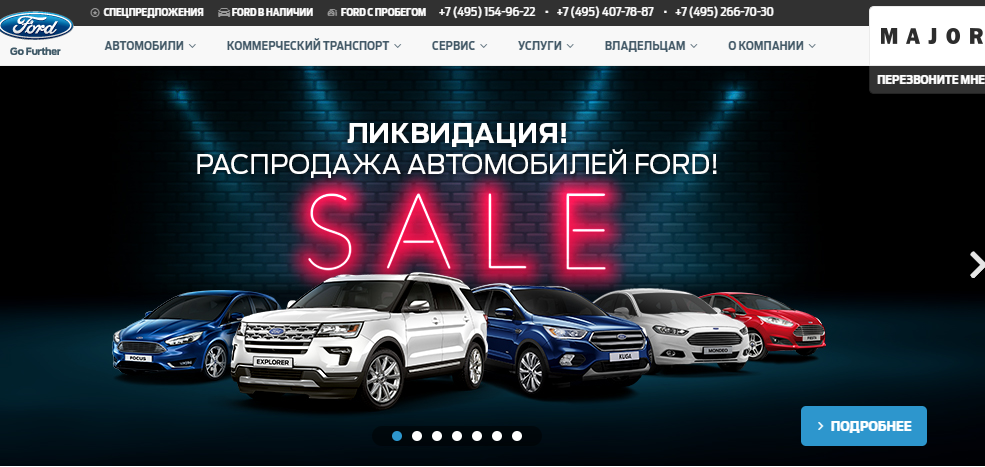 Ford
Go Further
СПЕЦПРЕДЛОЖЕНИЯ FORD В НАЛИЧИИ FORD С ПРОБЕГОМ +7 (495) 154-96-22 • +7 (495) 407-78-87 • +7 (495) 266-70-30
АВТОМОБИЛИ КОММЕРЧЕСКИЙ ТРАНСПОРТ СЕРВИС УСЛУГИ ВЛАДЕЛЬЦАМ О КОМПАНИИ
MAJOR
ПЕРЕЗВОНИТЕ МНЕ
ЛИКВИДАЦИЯ!
РАСПРОДАЖА АВТОМОБИЛЕЙ FORD!
SALE
FOCUS
EXPLORER
KUGA
MONDEO
FIESTA
ПОДРОБНЕЕ